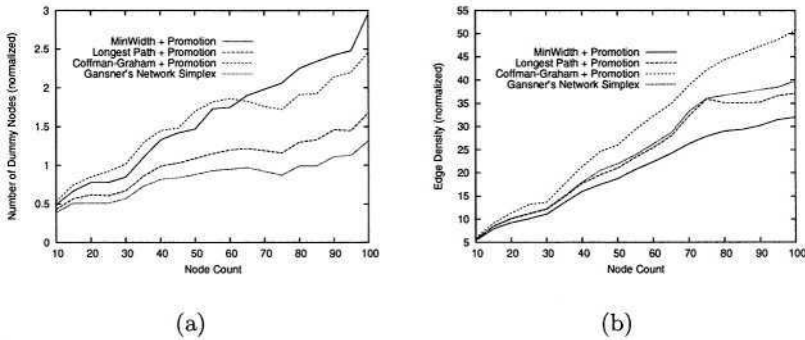 3
2.5
2
1.5
1
0.5
0
10 20 30 40 50 60 70 80 90 100
Number of Dummy Nodes (normalized)
Node Count
MinWidth + Promotion
Longest Path + Promotion
Coffman-Graham + Promotion
Gansner's Network Simplex
(a)
55
50
45
40
35
30
25
20
15
10
5
10 20 30 40 50 60 70 80 90 100
Edge Density (normalized)
Node Count
MinWidth + Promotion
Longest Path + Promotion
Coffman-Graham + Promotion
Gansner's Network Simplex
(b)